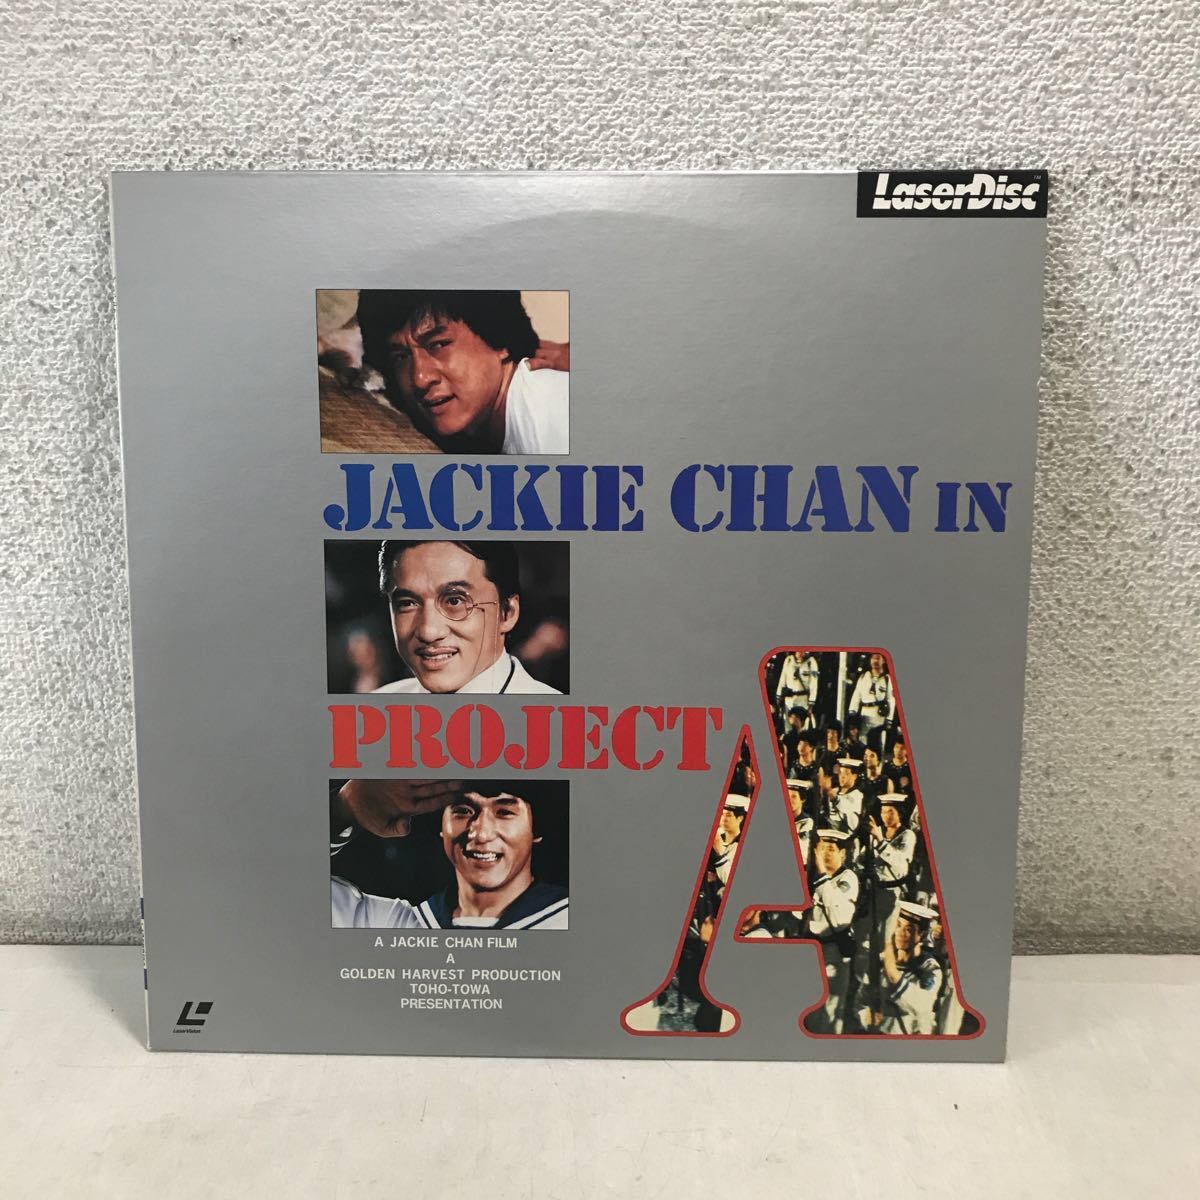 LaserDisc
JACKIE CHAN IN
PROJECT A
A JACKIE CHAN FILM
A
GOLDEN HARVEST PRODUCTION
TOHO-TOWA
PRESENTATION
LaserVision